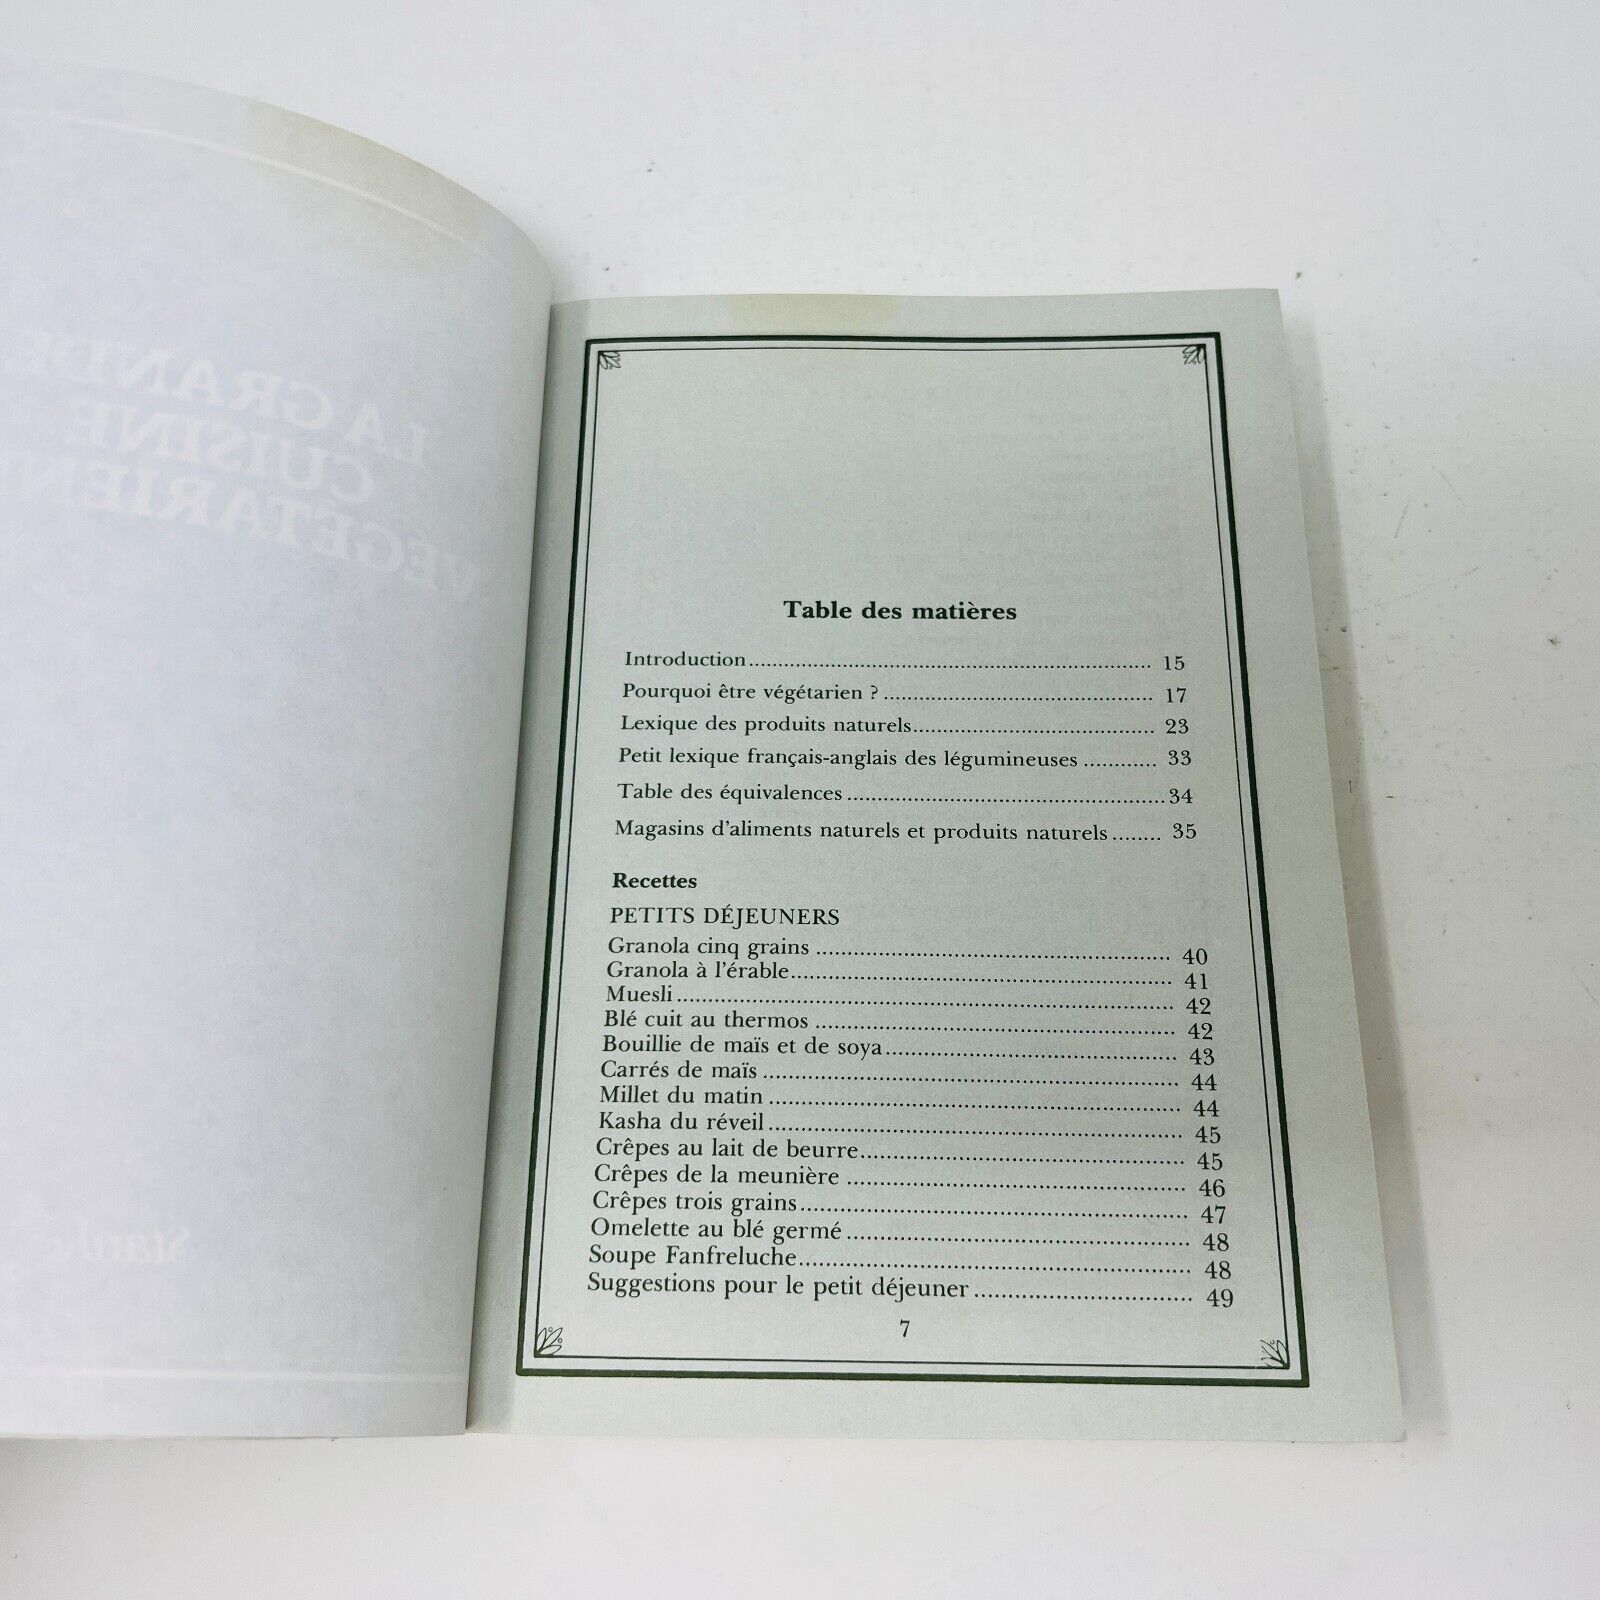 LA GRAND
CUISINE
VÉGÉTARIEN
Stan
Table des matières
Introduction........................................................ 15
Pourquoi être végétarien ?...................................... 17
Lexique des produits naturels.................................. 23
Petit lexique français-anglais des légumineuses ............ 33
Table des équivalences ............................................. 34
Magasins d'aliments naturels et produits naturels........ 35
Recettes
PETITS DÉJEUNERS
Granola cinq grains .................................................. 40
Granola à l'érable...................................................... 41
Muesli........................................................................ 42
Blé cuit au thermos ................................................... 42
Bouillie de maïs et de soya.......................................... 43
Carrés de maïs ........................................................... 44
Millet du matin .......................................................... 44
Kasha du réveil .......................................................... 45
Crêpes au lait de beurre.............................................. 45
Crêpes de la meunière ................................................ 46
Crêpes trois grains...................................................... 47
Omelette au blé germé................................................ 48
Soupe Fanfreluche...................................................... 48
Suggestions pour le petit déjeuner .............................. 49
7